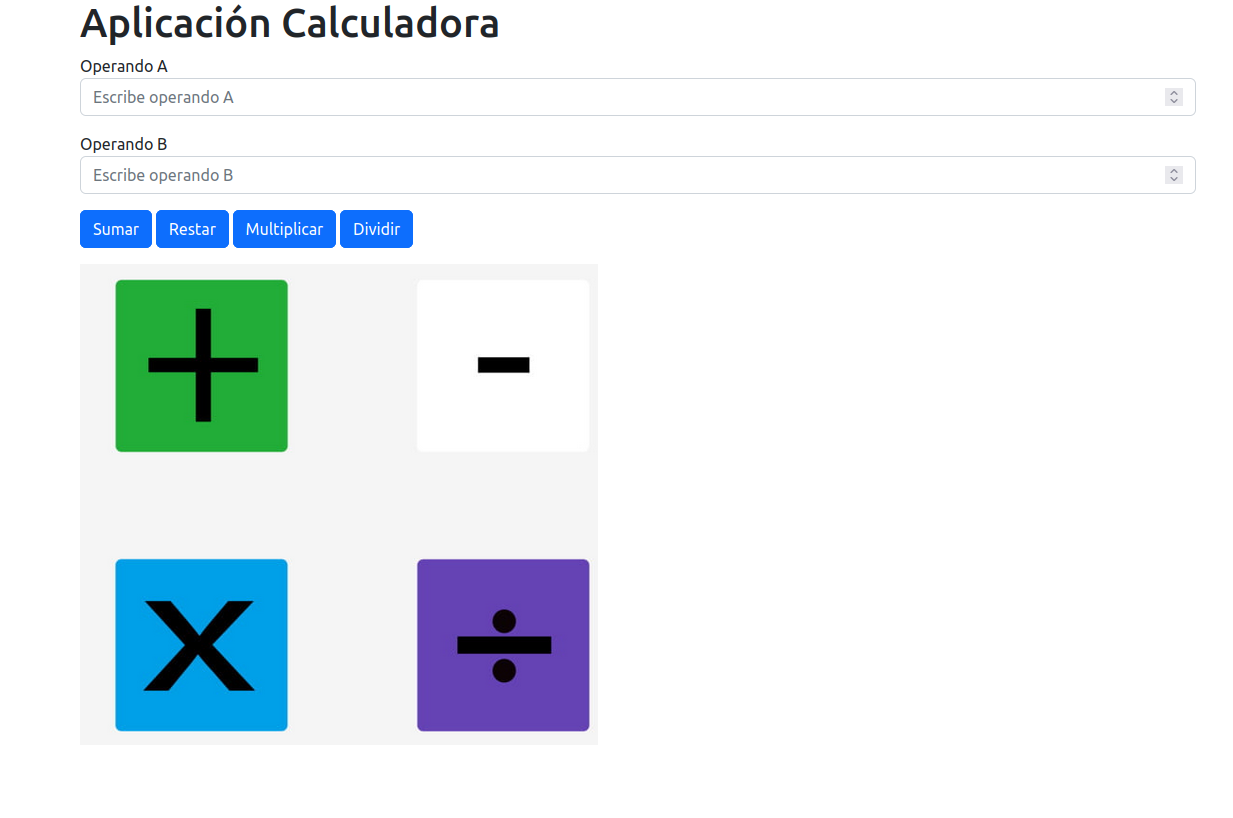 Aplicación Calculadora
Operando A
Escribe operando A
Operando B
Escribe operando B
Sumar Restar Multiplicar Dividir
+ -
x ÷